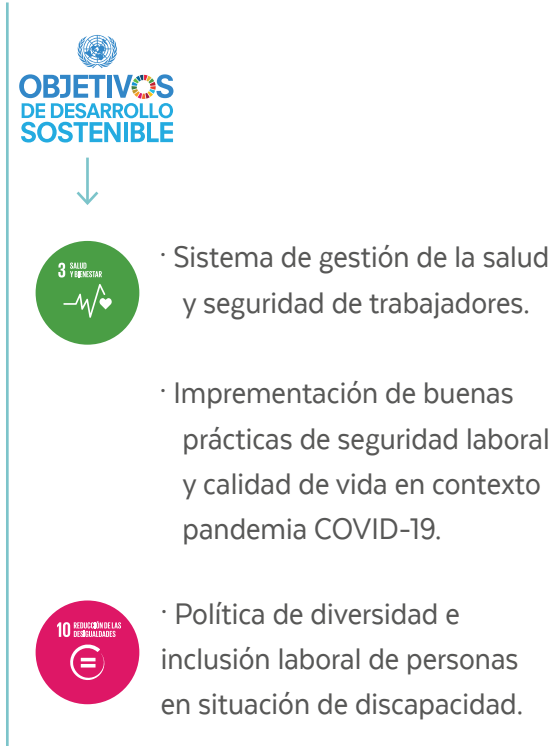 OBJETIVOS
DE DESARROLLO
SOSTENIBLE
3 SALUD
Y BIENESTAR
· Sistema de gestión de la salud
y seguridad de trabajadores.
· Imprementación de buenas
prácticas de seguridad laboral
y calidad de vida en contexto
pandemia COVID-19.
10 REDUCCIÓN DE LAS
DESIGUALDADES
· Política de diversidad e
inclusión laboral de personas
en situación de discapacidad.